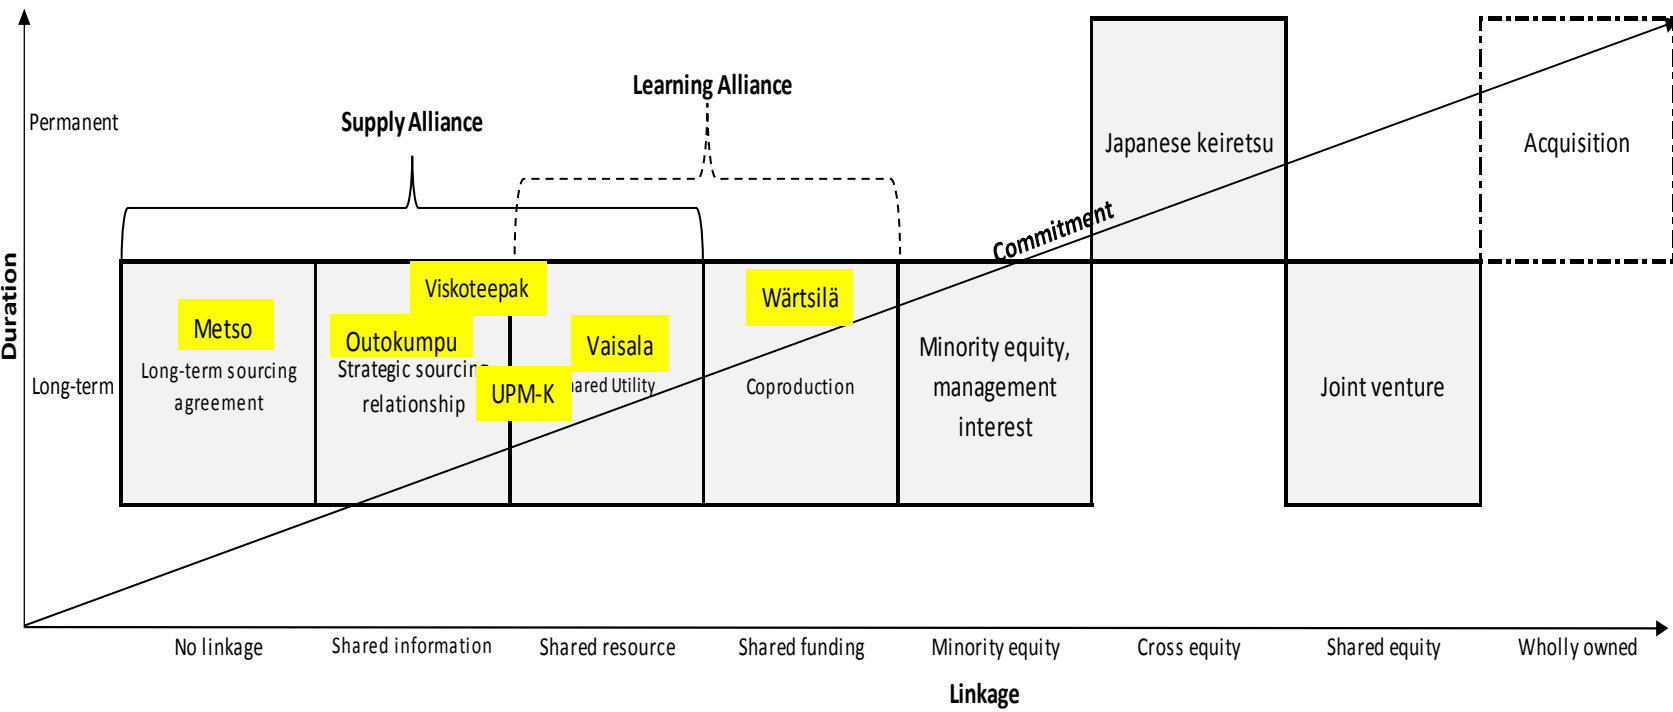 Learning Alliance
Supply Alliance
Permanent
Japanese keiretsu
Acquisition
Commitment
Duration
Viskoteepak
Wärtsilä
Metso
Outokumpu
Vaisala
Long-term
Long-term sourcing
agreement
Strategic sourcing
relationship
UPM-K
hared Utility
Coproduction
Minority equity,
management
interest
Joint venture
No linkage
Shared information
Shared resource
Shared funding
Minority equity
Cross equity
Shared equity
Wholly owned
Linkage